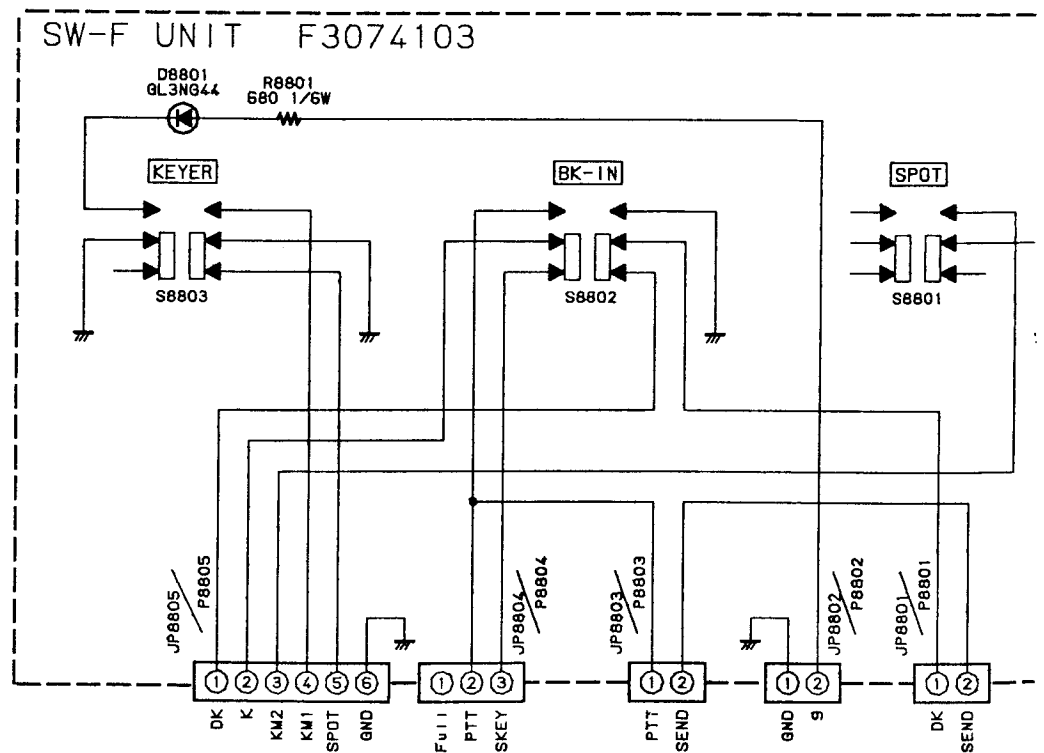 SW-F UNIT F3074103
D8801
GL3NG44
R8801
680 1/6W
KEYER
BK-IN
SPOT
S8803
S8802
S8801
JP8805
P8805
JP8804
P8804
JP8803
P8803
JP8802
P8802
JP8801
P8801
1 2 3 4 5 6
1 2 3
1 2
1 2
1 2
DK
K
KM2
KM1
SPOT
GND
Full
PTT
SKEY
PTT
SEND
GND
9
DK
SEND